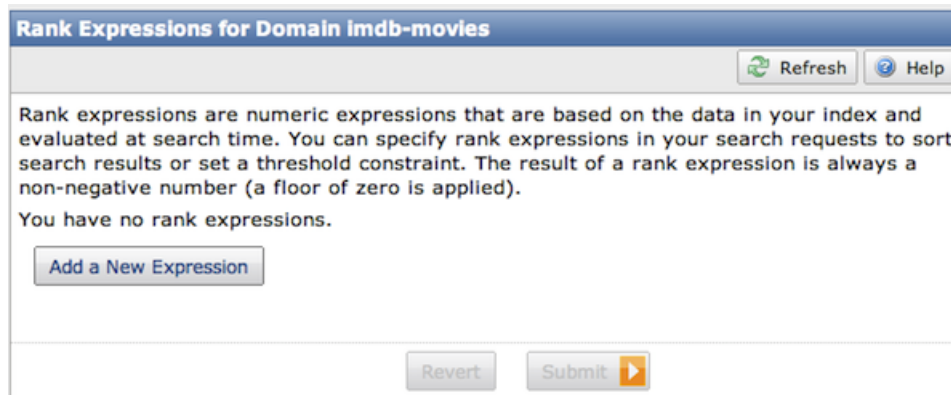 Rank Expressions for Domain imdb-movies
Refresh Help
Rank expressions are numeric expressions that are based on the data in your index and
evaluated at search time. You can specify rank expressions in your search requests to sort
search results or set a threshold constraint. The result of a rank expression is always a
non-negative number (a floor of zero is applied).
You have no rank expressions.
Add a New Expression
Revert Submit